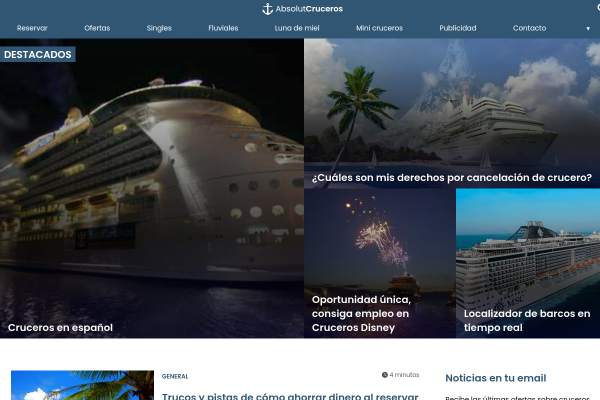 AbsolutCruceros
Reservar Ofertas Singles Fluviales Luna de miel Mini cruceros Publicidad Contacto ▾
DESTACADOS
Cruceros en español
¿Cuáles son mis derechos por cancelación de crucero?
Oportunidad única,
consiga empleo en
Cruceros Disney
Localizador de barcos en
tiempo real
GENERAL
4 minutos
Trucos y pistas de cómo ahorrar dinero al reservar
Noticias en tu email
Recibe las últimas ofertas sobre cruceros